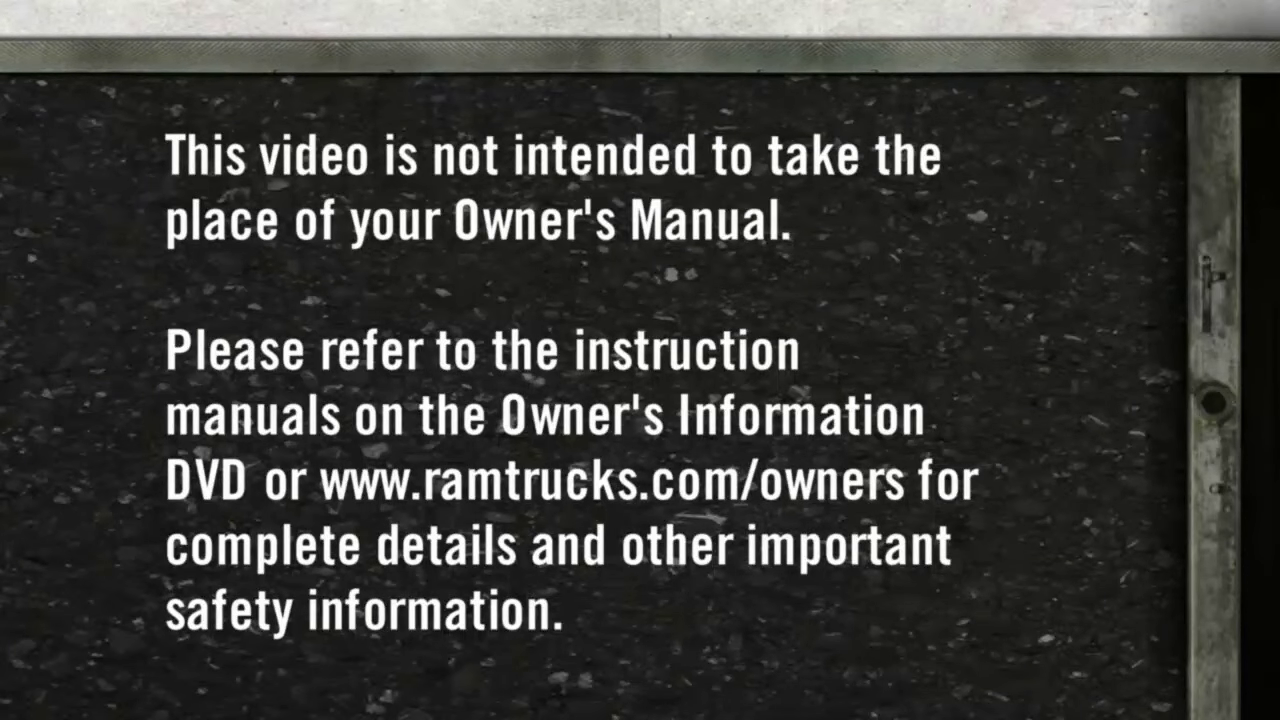 This video is not intended to take the
place of your Owner's Manual.
Please refer to the instruction
manuals on the Owner's Information
DVD or www.ramtrucks.com/owners for
complete details and other important
safety information.